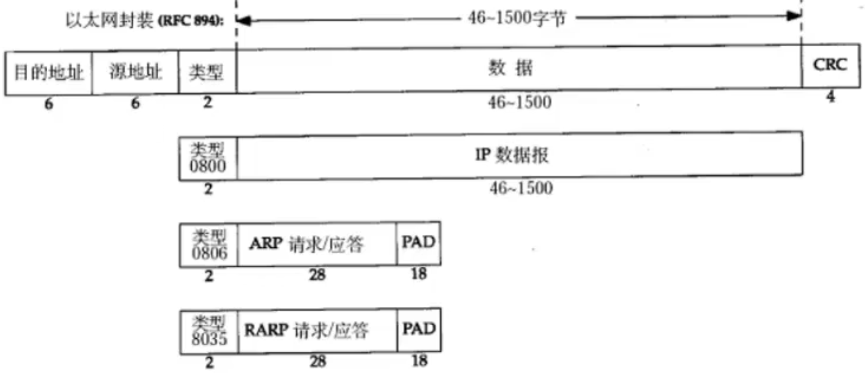 以太网封装(RFC 894): 46~1500字节
目的地址 源地址 类型 数 据 CRC
6 6 2 46~1500 4
类型
0800
IP 数据报
2 46~1500
类型
0806
ARP 请求/应答 PAD
2 28 18
类型
8035
RARP 请求/应答 PAD
2 28 18